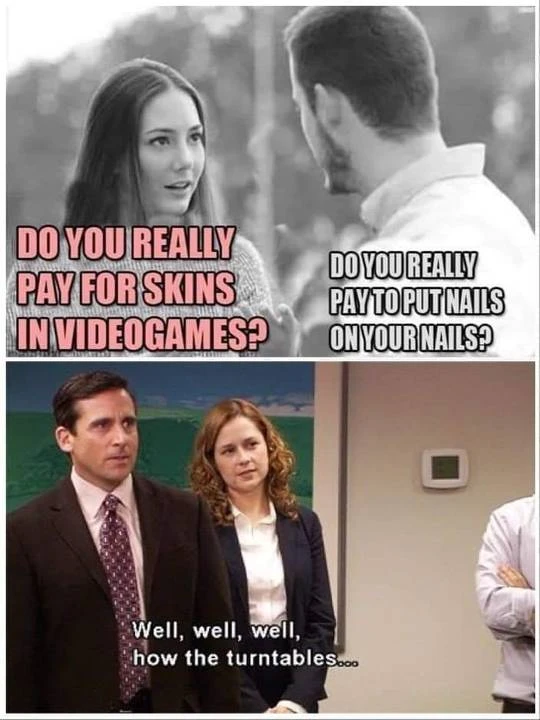 DO YOU REALLY
PAY FOR SKINS
IN VIDEOGAMES?
DO YOU REALLY
PAY TO PUT NAILS
ON YOUR NAILS?
Well, well, well,
how the turntables...